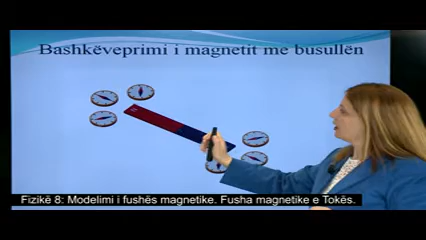 Bashkëveprimi i magnetit me busullën
Fizikë 8: Modelimi i fushës magnetike. Fusha magnetike e Tokës.